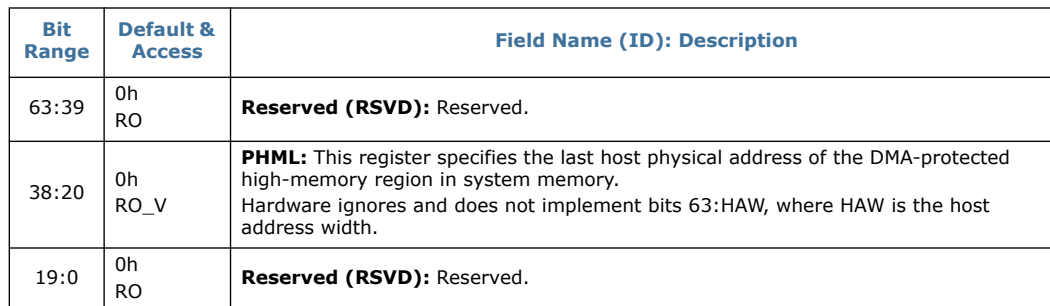 Bit Range
Default & Access
Field Name (ID): Description
63:39
0h
RO
Reserved (RSVD): Reserved.
38:20
0h
RO_V
PHML: This register specifies the last host physical address of the DMA-protected
high-memory region in system memory.
Hardware ignores and does not implement bits 63:HAW, where HAW is the host
address width.
19:0
0h
RO
Reserved (RSVD): Reserved.